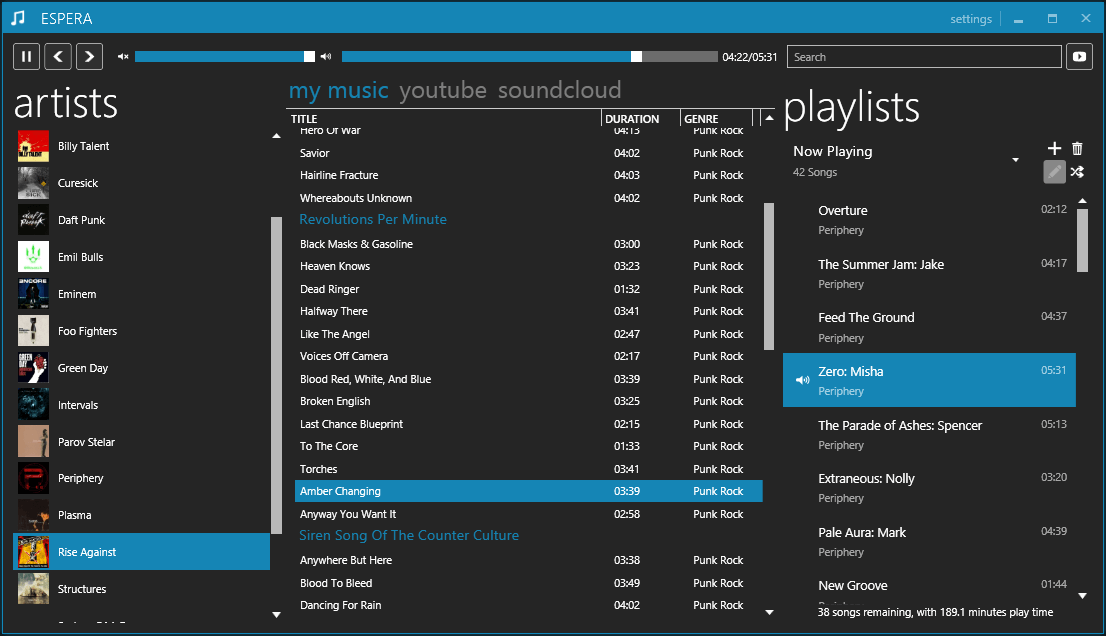 ESPERA
settings
04:22/05:31
Search
artists
Billy Talent
Curesick
Daft Punk
Emil Bulls
Eminem
Foo Fighters
Green Day
Intervals
Parov Stelar
Periphery
Plasma
Rise Against
Structures
my music youtube soundcloud
TITLE DURATION GENRE
Hero Of War 04:13 Punk Rock
Savior 04:02 Punk Rock
Hairline Fracture 04:03 Punk Rock
Whereabouts Unknown 04:02 Punk Rock
Revolutions Per Minute
Black Masks & Gasoline 03:00 Punk Rock
Heaven Knows 03:23 Punk Rock
Dead Ringer 01:32 Punk Rock
Halfway There 03:41 Punk Rock
Like The Angel 02:47 Punk Rock
Voices Off Camera 02:17 Punk Rock
Blood Red, White, And Blue 03:39 Punk Rock
Broken English 03:25 Punk Rock
Last Chance Blueprint 02:15 Punk Rock
To The Core 01:33 Punk Rock
Torches 03:41 Punk Rock
Amber Changing 03:39 Punk Rock
Anyway You Want It 02:58 Punk Rock
Siren Song Of The Counter Culture
Anywhere But Here 03:38 Punk Rock
Blood To Bleed 03:49 Punk Rock
Dancing For Rain 04:02 Punk Rock
playlists
Now Playing
42 Songs
Overture 02:12
Periphery
The Summer Jam: Jake 04:17
Periphery
Feed The Ground 04:37
Periphery
Zero: Misha 05:31
Periphery
The Parade of Ashes: Spencer 05:13
Periphery
Extraneous: Nolly 03:20
Periphery
Pale Aura: Mark 04:39
Periphery
New Groove 01:44
38 songs remaining, with 189.1 minutes play time